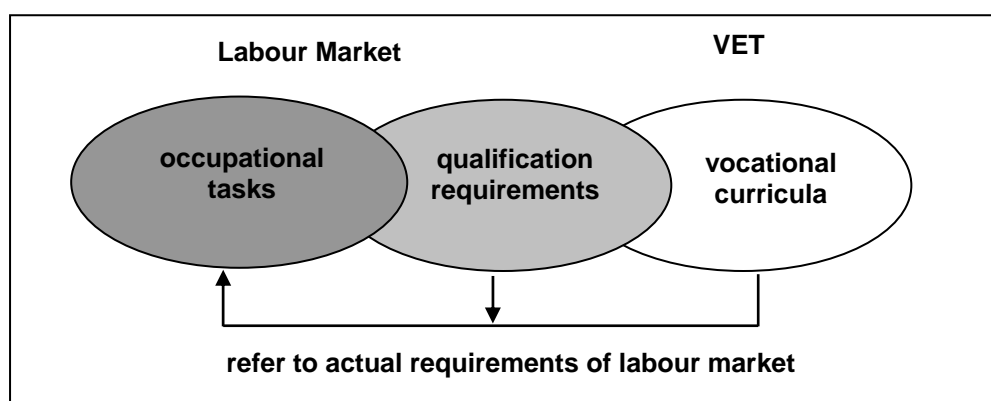 Labour Market
VET
occupational
tasks
qualification
requirements
vocational
curricula
refer to actual requirements of labour market